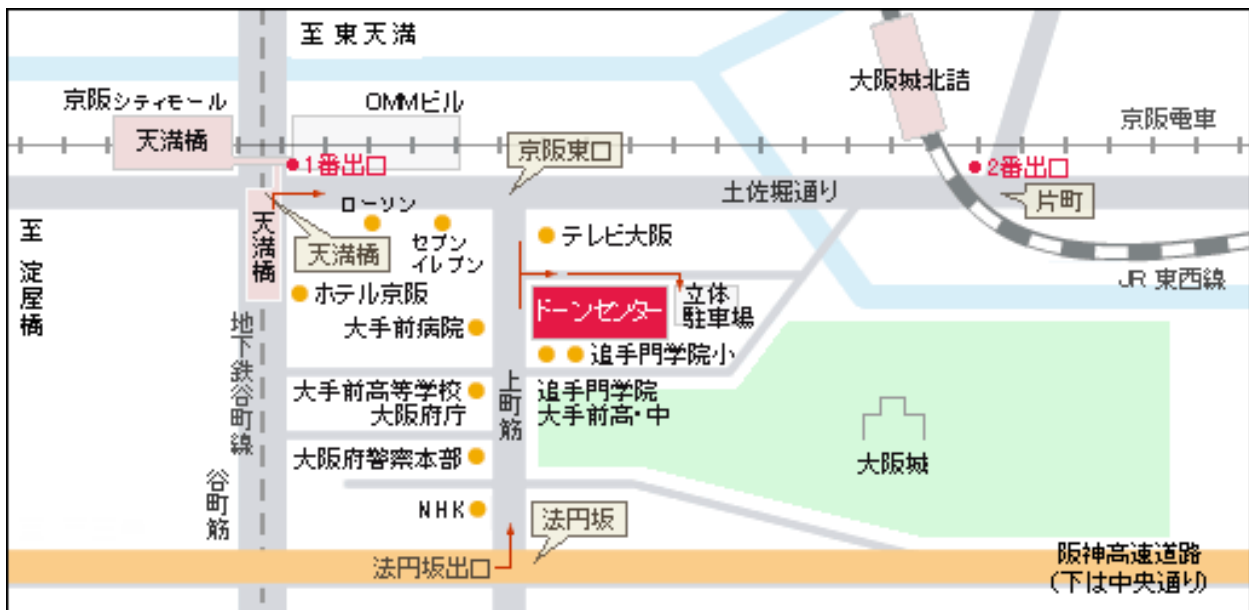 至 東天満
大阪城北詰
京阪シティモール
OMMビル
京阪電車
天満橋
京阪東口
1番出口
2番出口
土佐堀通り
片町
ローソン
至 淀屋橋
天満橋
天満橋
セブン
イレブン
テレビ大阪
JR 東西線
ホテル京阪
ドーンセンター
立体
駐車場
大手前病院
地下鉄谷町線
追手門学院小
大手前高等学校
大阪府庁
上町筋
追手門学院
大手前高・中
大阪城
大阪府警察本部
谷町筋
NHK
法円坂
法円坂出口
阪神高速道路
(下は中央通り)